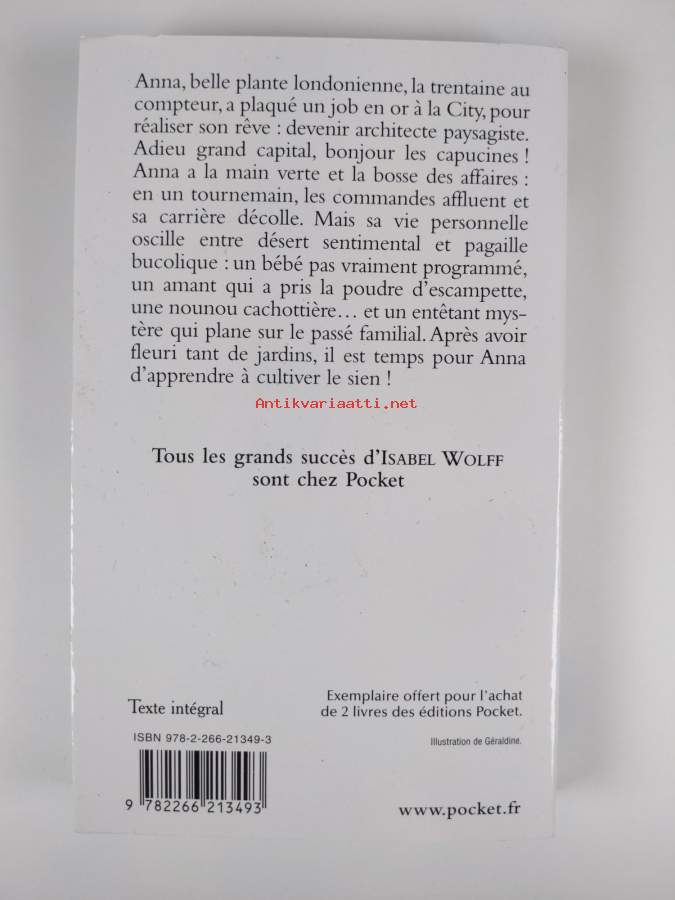 Anna, belle plante londonienne, la trentaine au
compteur, a plaqué un job en or à la City, pour
réaliser son rêve : devenir architecte paysagiste.
Adieu grand capital, bonjour les capucines !
Anna a la main verte et la bosse des affaires :
en un tournemain, les commandes affluent et
sa carrière décolle. Mais sa vie personnelle
oscille entre désert sentimental et pagaille
bucolique : un bébé pas vraiment programmé,
un amant qui a pris la poudre d'escampette,
une nounou cachottière… et un entêtant mys-
tère qui plane sur le passé familial. Après avoir
fleuri tant de jardins, il est temps pour Anna
d'apprendre à cultiver le sien !
Antikvariaatti.net
Tous les grands succès d'ISABEL WOLFF
sont chez Pocket
Texte intégral
Exemplaire offert pour l'achat
de 2 livres des éditions Pocket.
ISBN 978-2-266-21349-3
Illustration de Géraldine.
9 782266 213493
www.pocket.fr